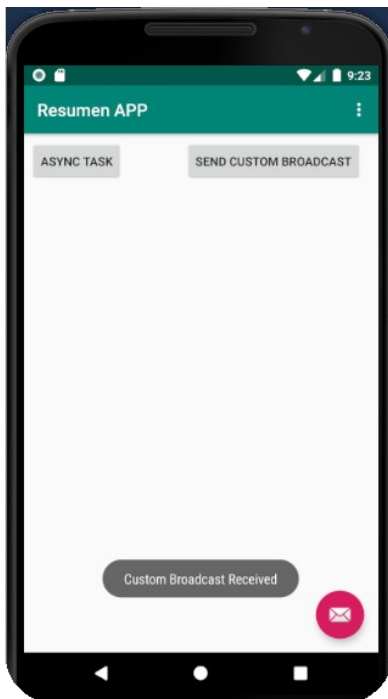 9:23
Resumen APP
ASYNC TASK
SEND CUSTOM BROADCAST
Custom Broadcast Received